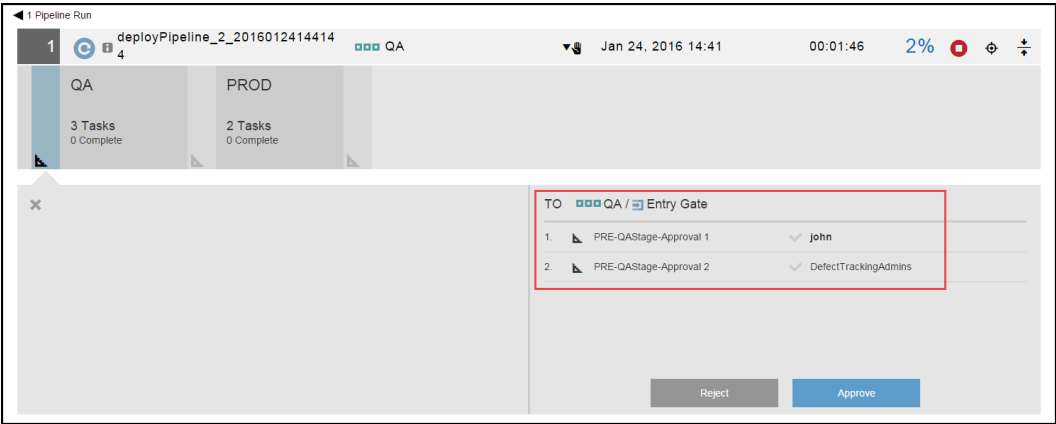 1 Pipeline Run
1 deployPipeline_2_2016012414414 QA Jan 24, 2016 14:41 00:01:46 2%
4
QA PROD
3 Tasks 2 Tasks
0 Complete 0 Complete
TO QA / Entry Gate
1. PRE-QAStage-Approval 1 john
2. PRE-QAStage-Approval 2 DefectTrackingAdmins
Reject Approve